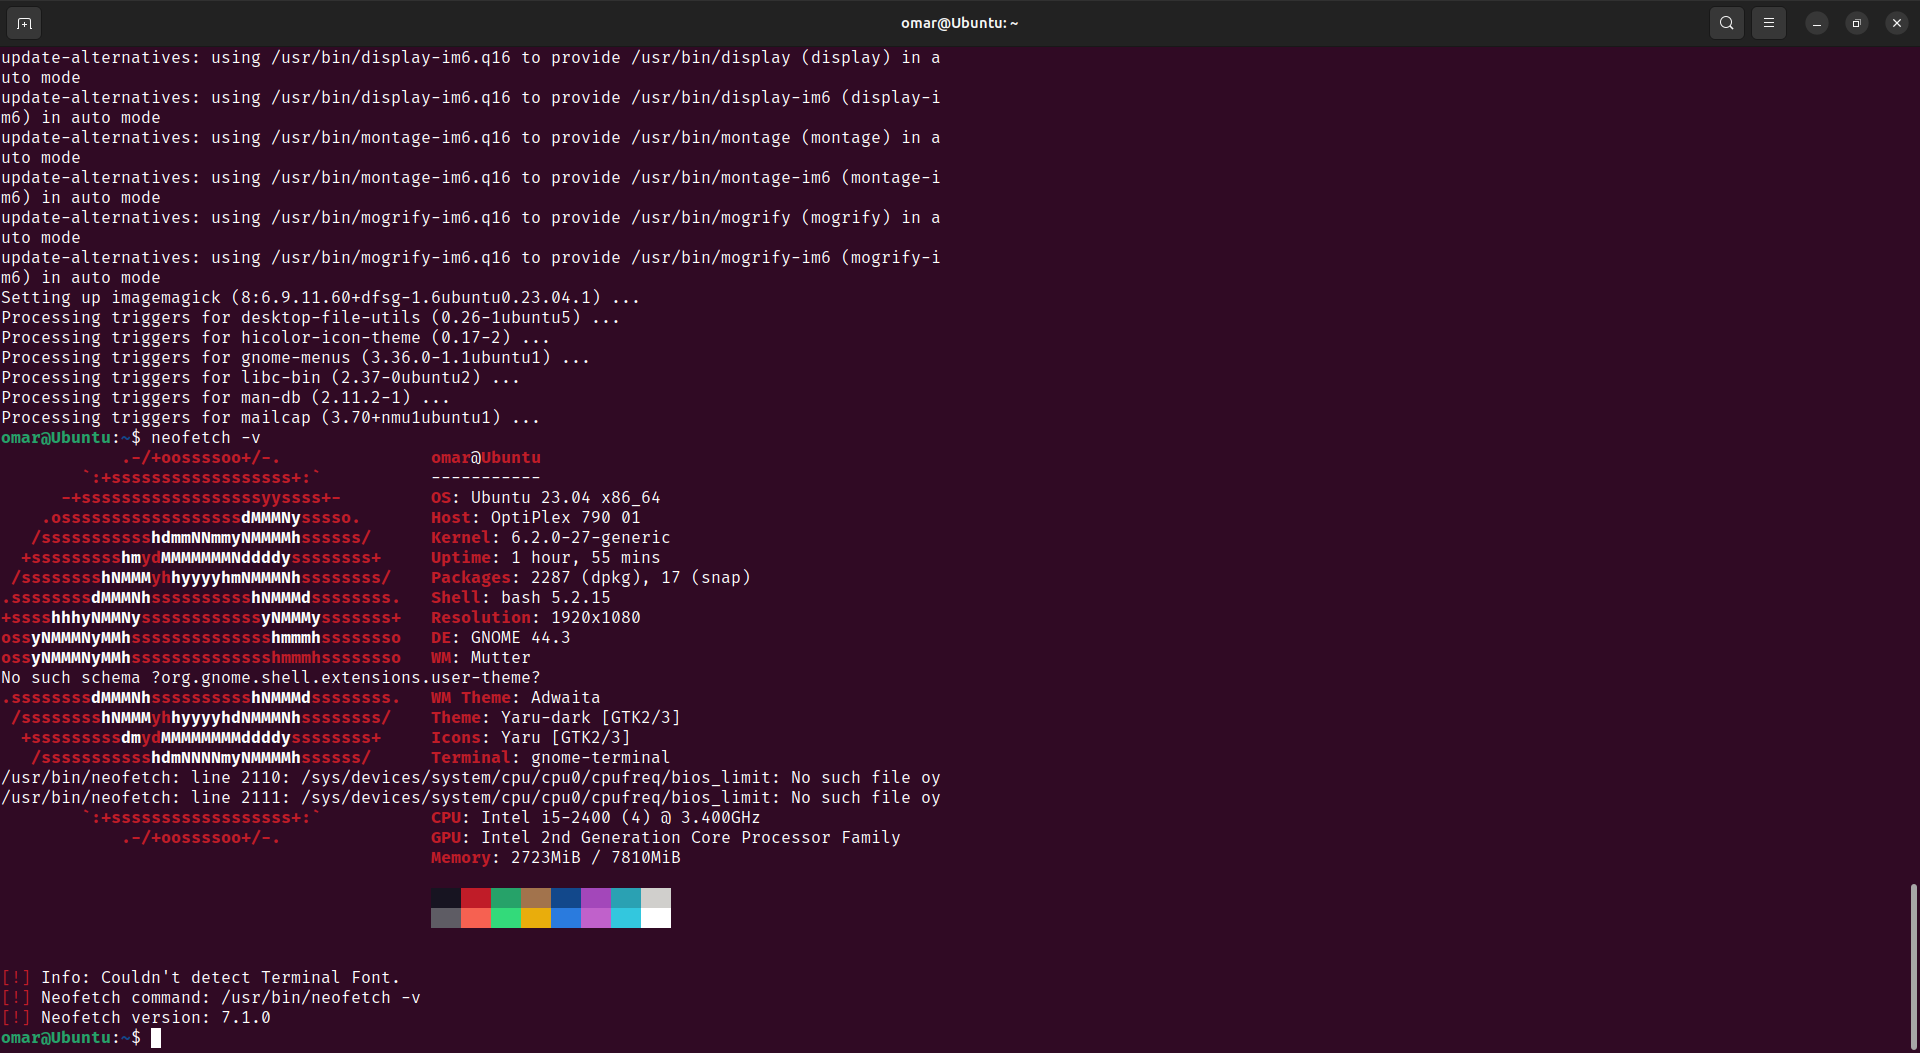 omar@Ubuntu: ~
update-alternatives: using /usr/bin/display-im6.q16 to provide /usr/bin/display (display) in a
uto mode
update-alternatives: using /usr/bin/display-im6.q16 to provide /usr/bin/display-im6 (display-i
m6) in auto mode
update-alternatives: using /usr/bin/montage-im6.q16 to provide /usr/bin/montage (montage) in a
uto mode
update-alternatives: using /usr/bin/montage-im6.q16 to provide /usr/bin/montage-im6 (montage-i
m6) in auto mode
update-alternatives: using /usr/bin/mogrify-im6.q16 to provide /usr/bin/mogrify (mogrify) in a
uto mode
update-alternatives: using /usr/bin/mogrify-im6.q16 to provide /usr/bin/mogrify-im6 (mogrify-i
m6) in auto mode
Setting up imagemagick (8:6.9.11.60+dfsg-1.6ubuntu0.23.04.1) ...
Processing triggers for desktop-file-utils (0.26-1ubuntu5) ...
Processing triggers for hicolor-icon-theme (0.17-2) ...
Processing triggers for gnome-menus (3.36.0-1.1ubuntu1) ...
Processing triggers for libc-bin (2.37-0ubuntu2) ...
Processing triggers for man-db (2.11.2-1) ...
Processing triggers for mailcap (3.70+nmu1ubuntu1) ...
omar@Ubuntu:~$ neofetch -v
            .-/+oossssoo+/-.               omar@Ubuntu
        `:+ssssssssssssssssss+:`           -----------
      -+ssssssssssssssssssyyssss+-         OS: Ubuntu 23.04 x86_64
    .ossssssssssssssssssdMMMNysssso.       Host: OptiPlex 790 01
   /ssssssssssshdmmNNmmyNMMMMhssssss/      Kernel: 6.2.0-27-generic
  +ssssssssshmydMMMMMMMNddddyssssssss+     Uptime: 1 hour, 55 mins
 /sssssssshNMMMyhhyyyyhmNMMMNhssssssss/    Packages: 2287 (dpkg), 17 (snap)
.ssssssssdMMMNhsssssssssshNMMMdssssssss.   Shell: bash 5.2.15
+sssshhhyNMMNyssssssssssssyNMMMysssssss+   Resolution: 1920x1080
ossyNMMMNyMMhsssssssssssssshmmmhssssssso   DE: GNOME 44.3
ossyNMMMNyMMhsssssssssssssshmmmhssssssso   WM: Mutter
No such schema ?org.gnome.shell.extensions.user-theme?
.ssssssssdMMMNhsssssssssshNMMMdssssssss.   WM Theme: Adwaita
 /sssssssshNMMMyhhyyyyhdNMMMNhssssssss/    Theme: Yaru-dark [GTK2/3]
  +sssssssssdmydMMMMMMMMddddyssssssss+     Icons: Yaru [GTK2/3]
   /ssssssssssshdmNNNNmyNMMMMhssssss/      Terminal: gnome-terminal
/usr/bin/neofetch: line 2110: /sys/devices/system/cpu/cpu0/cpufreq/bios_limit: No such file oy
/usr/bin/neofetch: line 2111: /sys/devices/system/cpu/cpu0/cpufreq/bios_limit: No such file oy
        `:+ssssssssssssssssss+:`           CPU: Intel i5-2400 (4) @ 3.400GHz
            .-/+oossssoo+/-.               GPU: Intel 2nd Generation Core Processor Family
                                           Memory: 2723MiB / 7810MiB
[!] Info: Couldn't detect Terminal Font.
[!] Neofetch command: /usr/bin/neofetch -v
[!] Neofetch version: 7.1.0
omar@Ubuntu:~$